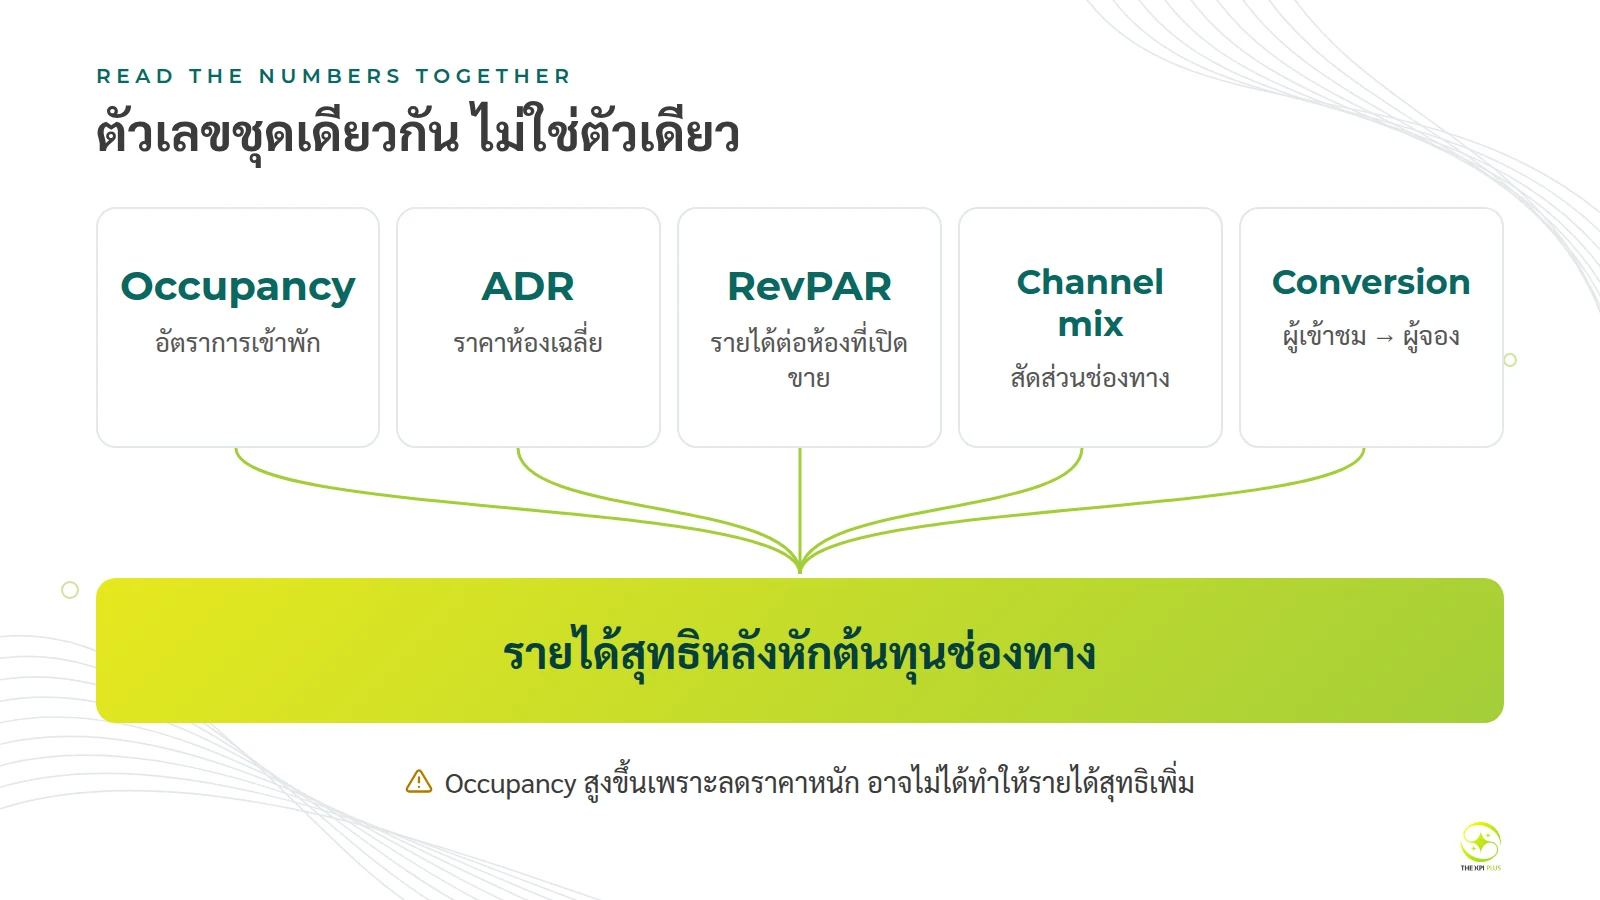 READ THE NUMBERS TOGETHER
ตัวเลขชุดเดียวกัน ไม่ใช่ตัวเดียว
Occupancy
อัตราการเข้าพัก
ADR
ราคาห้องเฉลี่ย
RevPAR
รายได้ต่อห้องที่เปิด
ขาย
Channel
mix
สัดส่วนช่องทาง
Conversion
ผู้เข้าชม → ผู้จอง
รายได้สุทธิหลังหักต้นทุนช่องทาง
Occupancy สูงขึ้นเพราะลดราคาหนัก อาจไม่ได้ทำให้รายได้สุทธิเพิ่ม
THE XPI PLUS